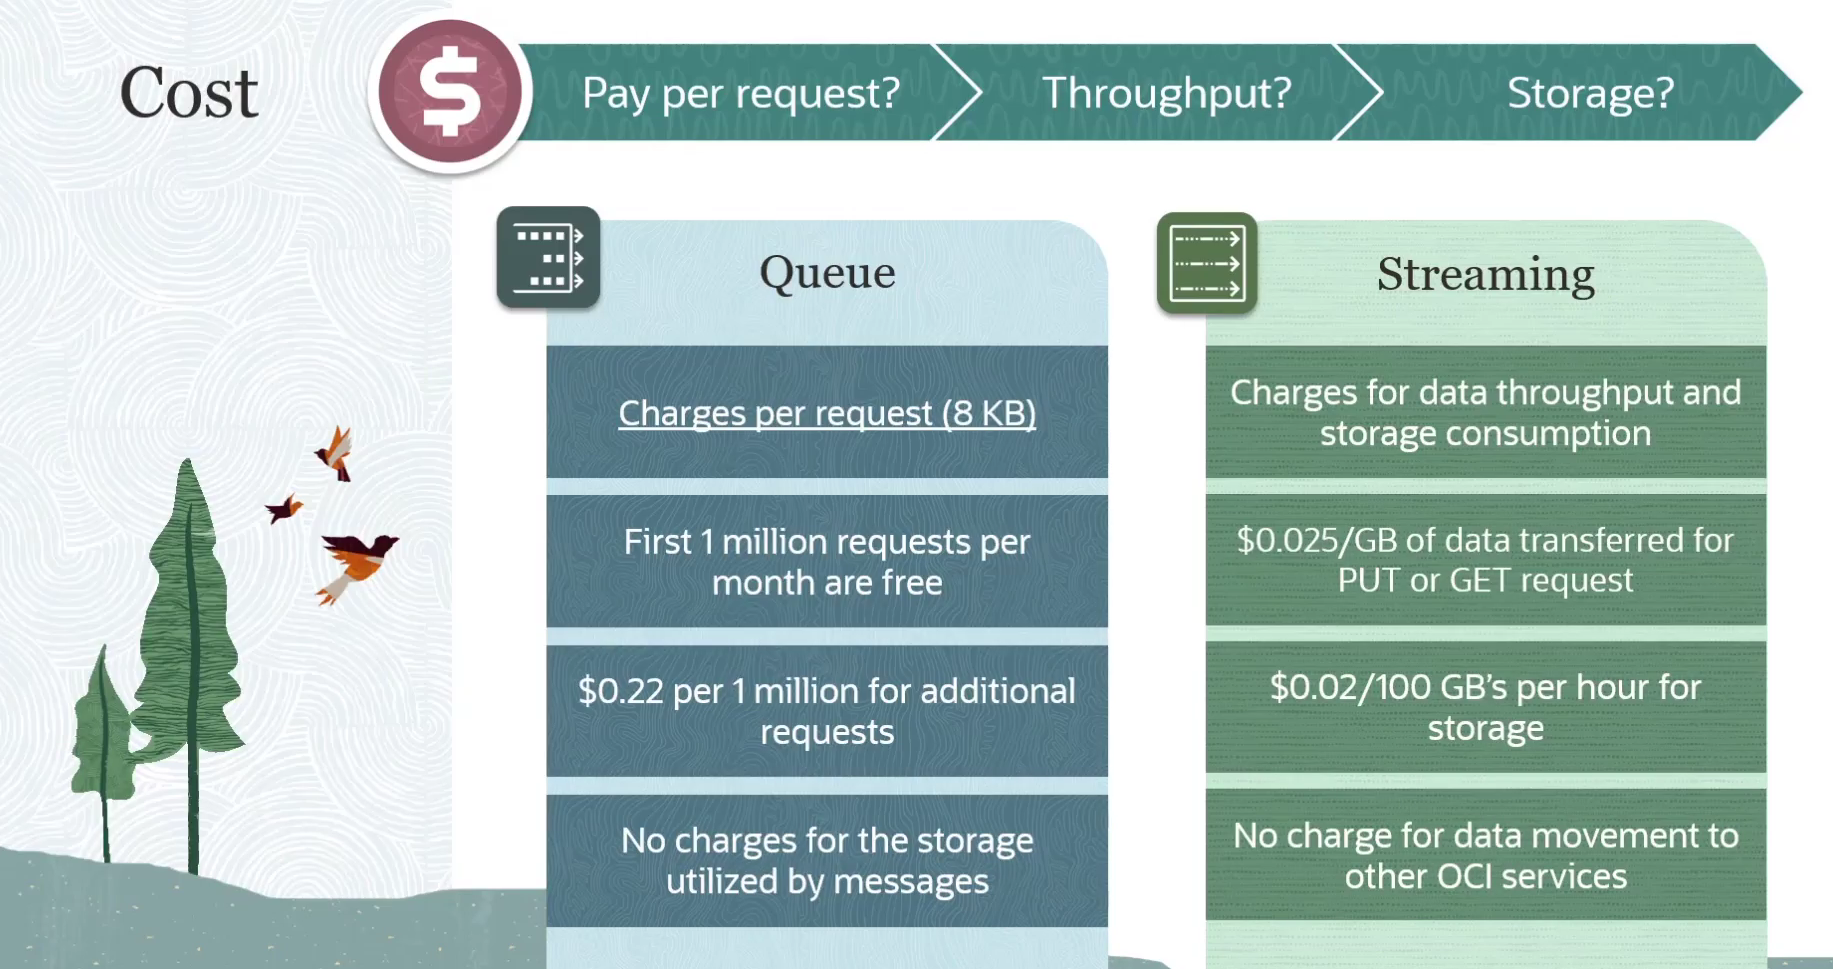 Cost
$
Pay per request?
Throughput?
Storage?
Queue
Charges per request (8 KB)
First 1 million requests per
month are free
$0.22 per 1 million for additional
requests
No charges for the storage
utilized by messages
Streaming
Charges for data throughput and
storage consumption
$0.025/GB of data transferred for
PUT or GET request
$0.02/100 GB’s per hour for
storage
No charge for data movement to
other OCI services